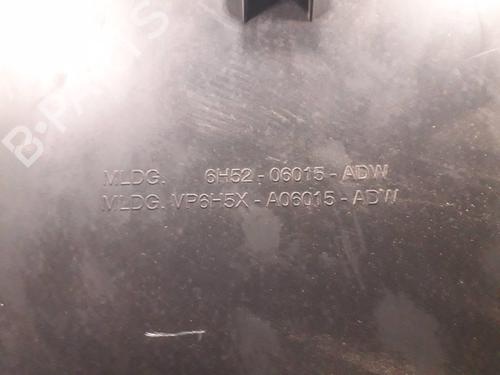 B-PARTS
MLDG. 6H52 - 06015 - ADW
MLDG. VP6H5X - A06015 - ADW